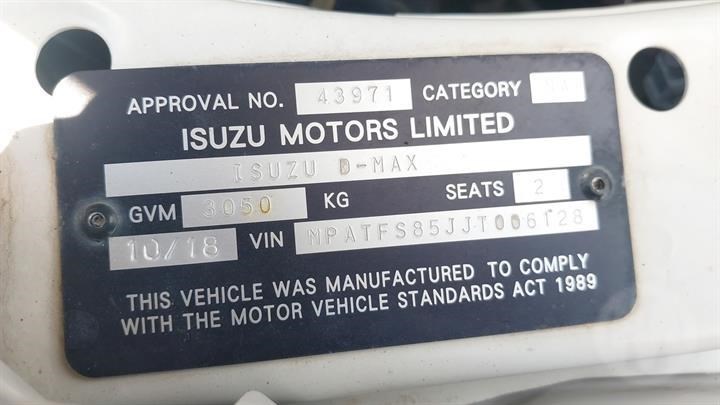 APPROVAL NO. 43971 CATEGORY NA
ISUZU MOTORS LIMITED
ISUZU D-MAX
GVM 3050 KG SEATS 2
10/18 VIN MPATFS85JJT006128
THIS VEHICLE WAS MANUFACTURED TO COMPLY
WITH THE MOTOR VEHICLE STANDARDS ACT 1989